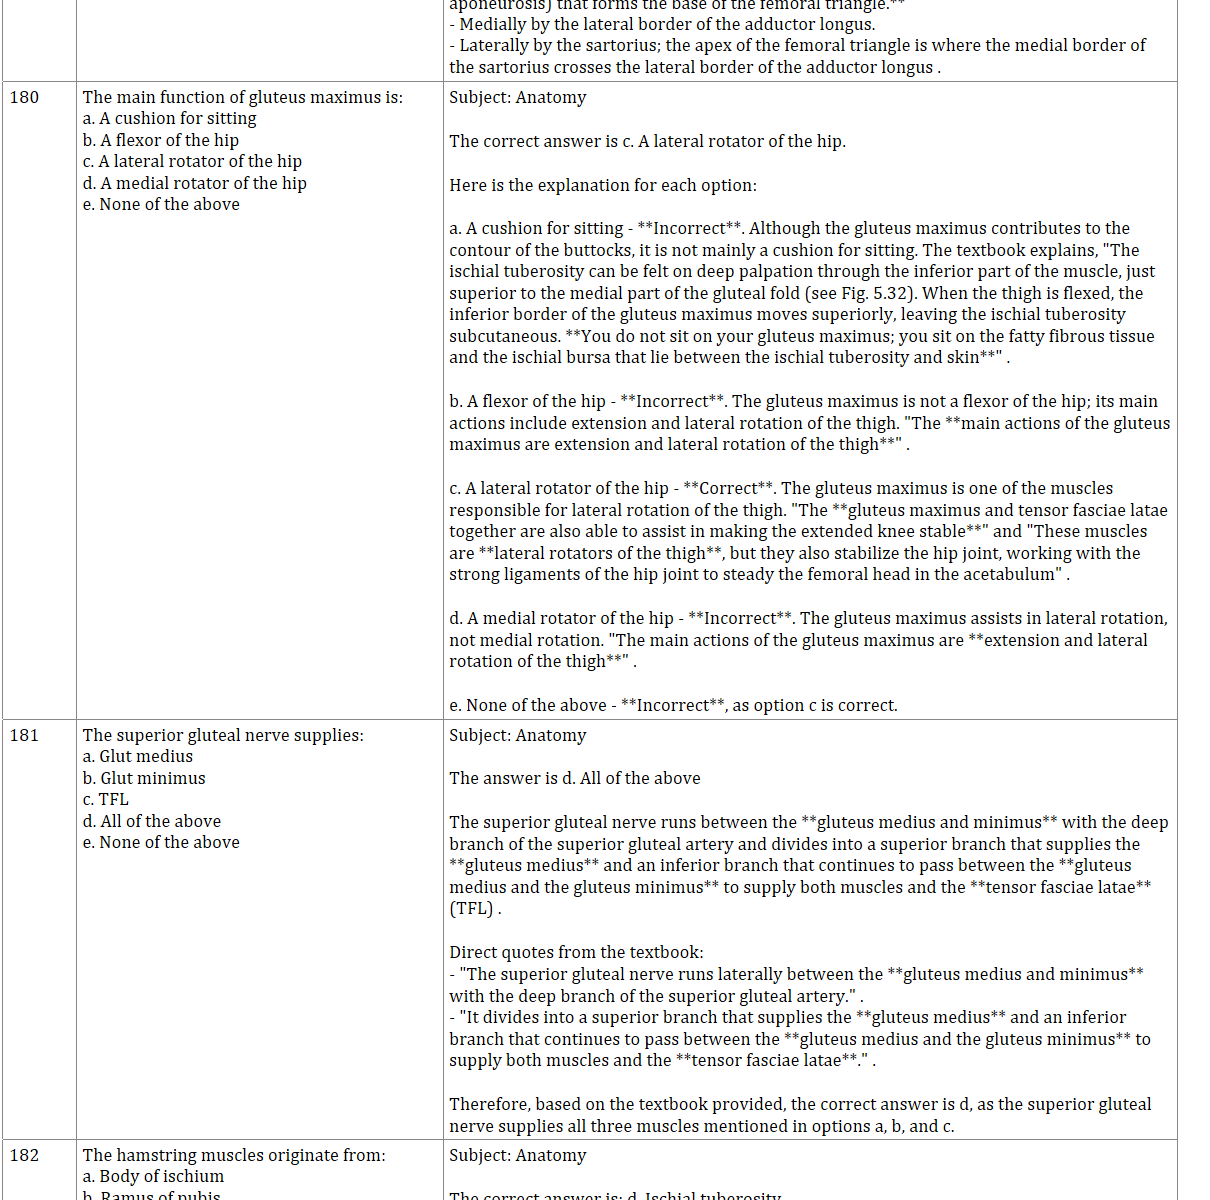 aponeurosis) that forms the base of the femoral triangle.**
- Medially by the lateral border of the adductor longus.
- Laterally by the sartorius; the apex of the femoral triangle is where the medial border of
the sartorius crosses the lateral border of the adductor longus .
180
The main function of gluteus maximus is:
a. A cushion for sitting
b. A flexor of the hip
c. A lateral rotator of the hip
d. A medial rotator of the hip
e. None of the above
Subject: Anatomy
The correct answer is c. A lateral rotator of the hip.
Here is the explanation for each option:
a. A cushion for sitting - **Incorrect**. Although the gluteus maximus contributes to the
contour of the buttocks, it is not mainly a cushion for sitting. The textbook explains, "The
ischial tuberosity can be felt on deep palpation through the inferior part of the muscle, just
superior to the medial part of the gluteal fold (see Fig. 5.32). When the thigh is flexed, the
inferior border of the gluteus maximus moves superiorly, leaving the ischial tuberosity
subcutaneous. **You do not sit on your gluteus maximus; you sit on the fatty fibrous tissue
and the ischial bursa that lie between the ischial tuberosity and skin**" .
b. A flexor of the hip - **Incorrect**. The gluteus maximus is not a flexor of the hip; its main
actions include extension and lateral rotation of the thigh. "The **main actions of the gluteus
maximus are extension and lateral rotation of the thigh**" .
c. A lateral rotator of the hip - **Correct**. The gluteus maximus is one of the muscles
responsible for lateral rotation of the thigh. "The **gluteus maximus and tensor fasciae latae
together are also able to assist in making the extended knee stable**" and "These muscles
are **lateral rotators of the thigh**, but they also stabilize the hip joint, working with the
strong ligaments of the hip joint to steady the femoral head in the acetabulum" .
d. A medial rotator of the hip - **Incorrect**. The gluteus maximus assists in lateral rotation,
not medial rotation. "The main actions of the gluteus maximus are **extension and lateral
rotation of the thigh**" .
e. None of the above - **Incorrect**, as option c is correct.
181
The superior gluteal nerve supplies:
a. Glut medius
b. Glut minimus
c. TFL
d. All of the above
e. None of the above
Subject: Anatomy
The answer is d. All of the above
The superior gluteal nerve runs between the **gluteus medius and minimus** with the deep
branch of the superior gluteal artery and divides into a superior branch that supplies the
**gluteus medius** and an inferior branch that continues to pass between the **gluteus
medius and the gluteus minimus** to supply both muscles and the **tensor fasciae latae**
(TFL) .
Direct quotes from the textbook:
- "The superior gluteal nerve runs laterally between the **gluteus medius and minimus**
with the deep branch of the superior gluteal artery." .
- "It divides into a superior branch that supplies the **gluteus medius** and an inferior
branch that continues to pass between the **gluteus medius and the gluteus minimus** to
supply both muscles and the **tensor fasciae latae**." .
Therefore, based on the textbook provided, the correct answer is d, as the superior gluteal
nerve supplies all three muscles mentioned in options a, b, and c.
182
The hamstring muscles originate from:
a. Body of ischium
b. Ramus of pubis
Subject: Anatomy
The correct answer is: d. Ischial tuberosity